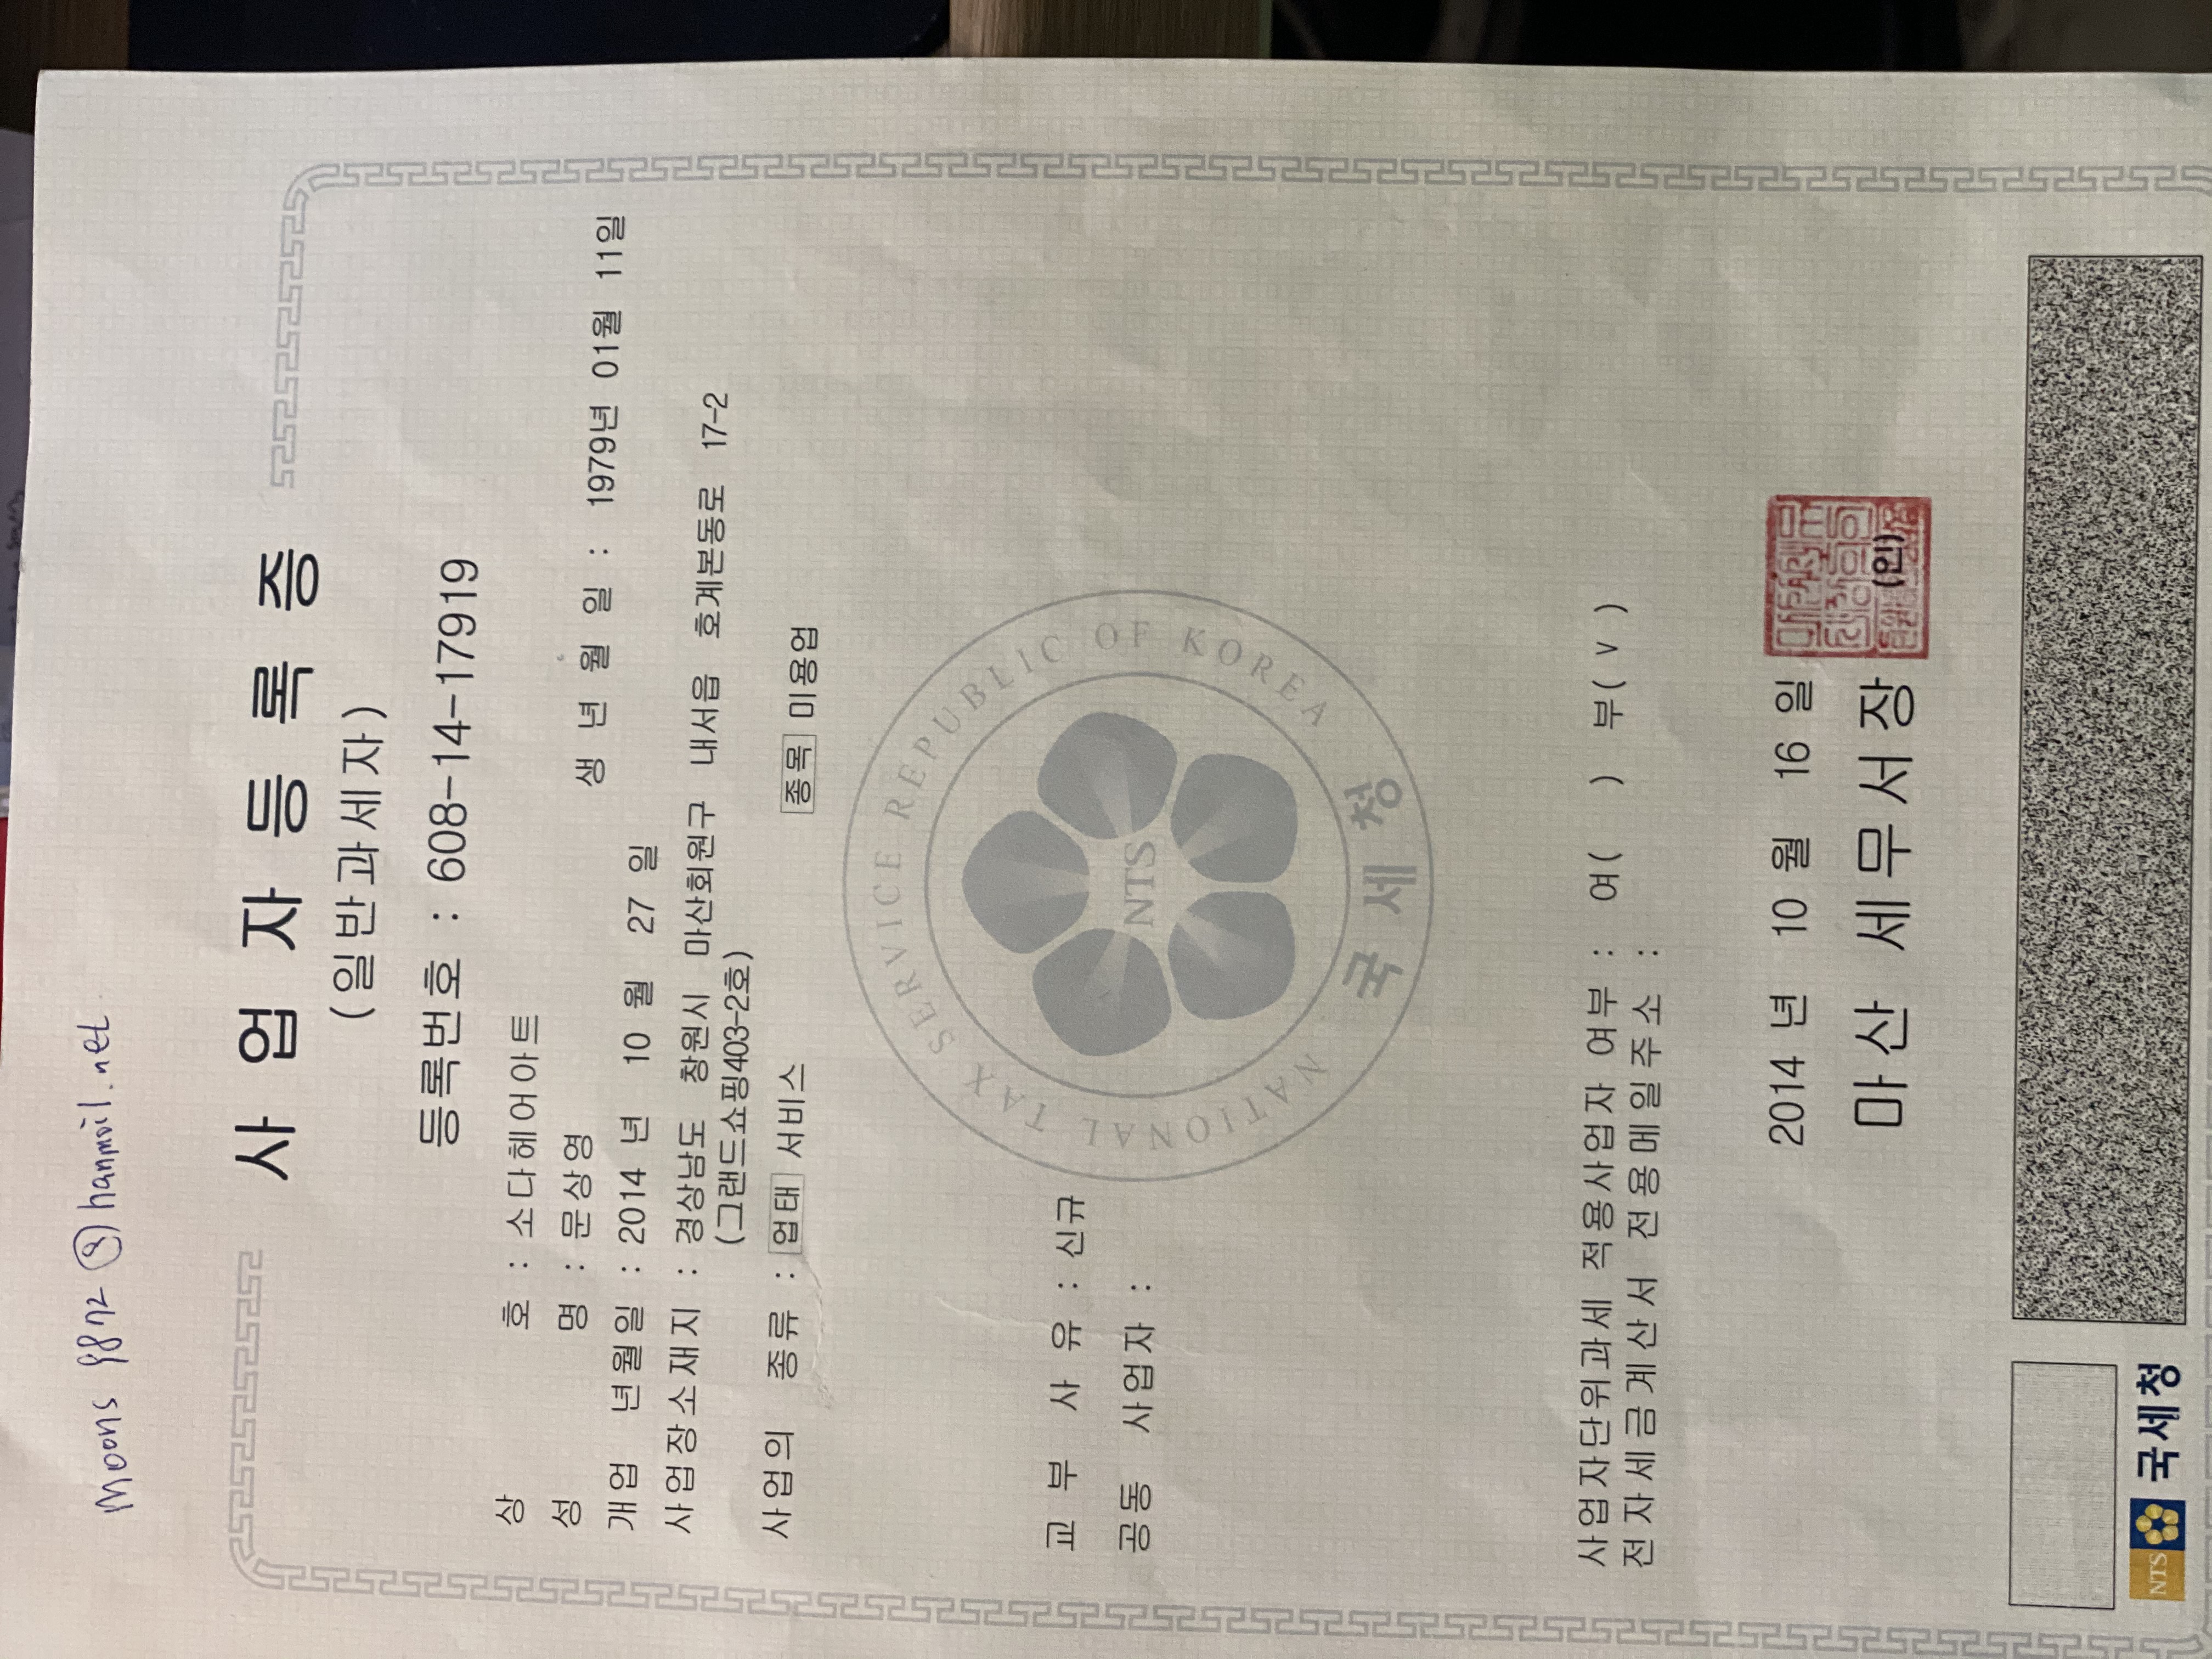 moons 9872@hanmail.net
사업자등록증
(일반과세자)
등록번호 : 608-14-17919
상 호 : 소다헤어아트
성 명 : 문상영 생 년 월 일 : 1979년 01월 11일
개업 년월일 : 2014 년 10 월 27 일
사업장소재지 : 경상남도 창원시 마산회원구 내서읍 호계본동로 17-2
(그랜드쇼핑403-2호)
사업의 종류 : 업태 서비스 종목 미용업
NATIONAL TAX SERVICE REPUBLIC OF KOREA
NTS
국세청
교 부 사 유 : 신규
공동 사업자 :
사업자단위과세 적용사업자 여부 : 여( ) 부( v )
전자세금계산서 전용메일주소 :
2014 년 10 월 16 일
마산 세무서장 (인)
NTS 국세청